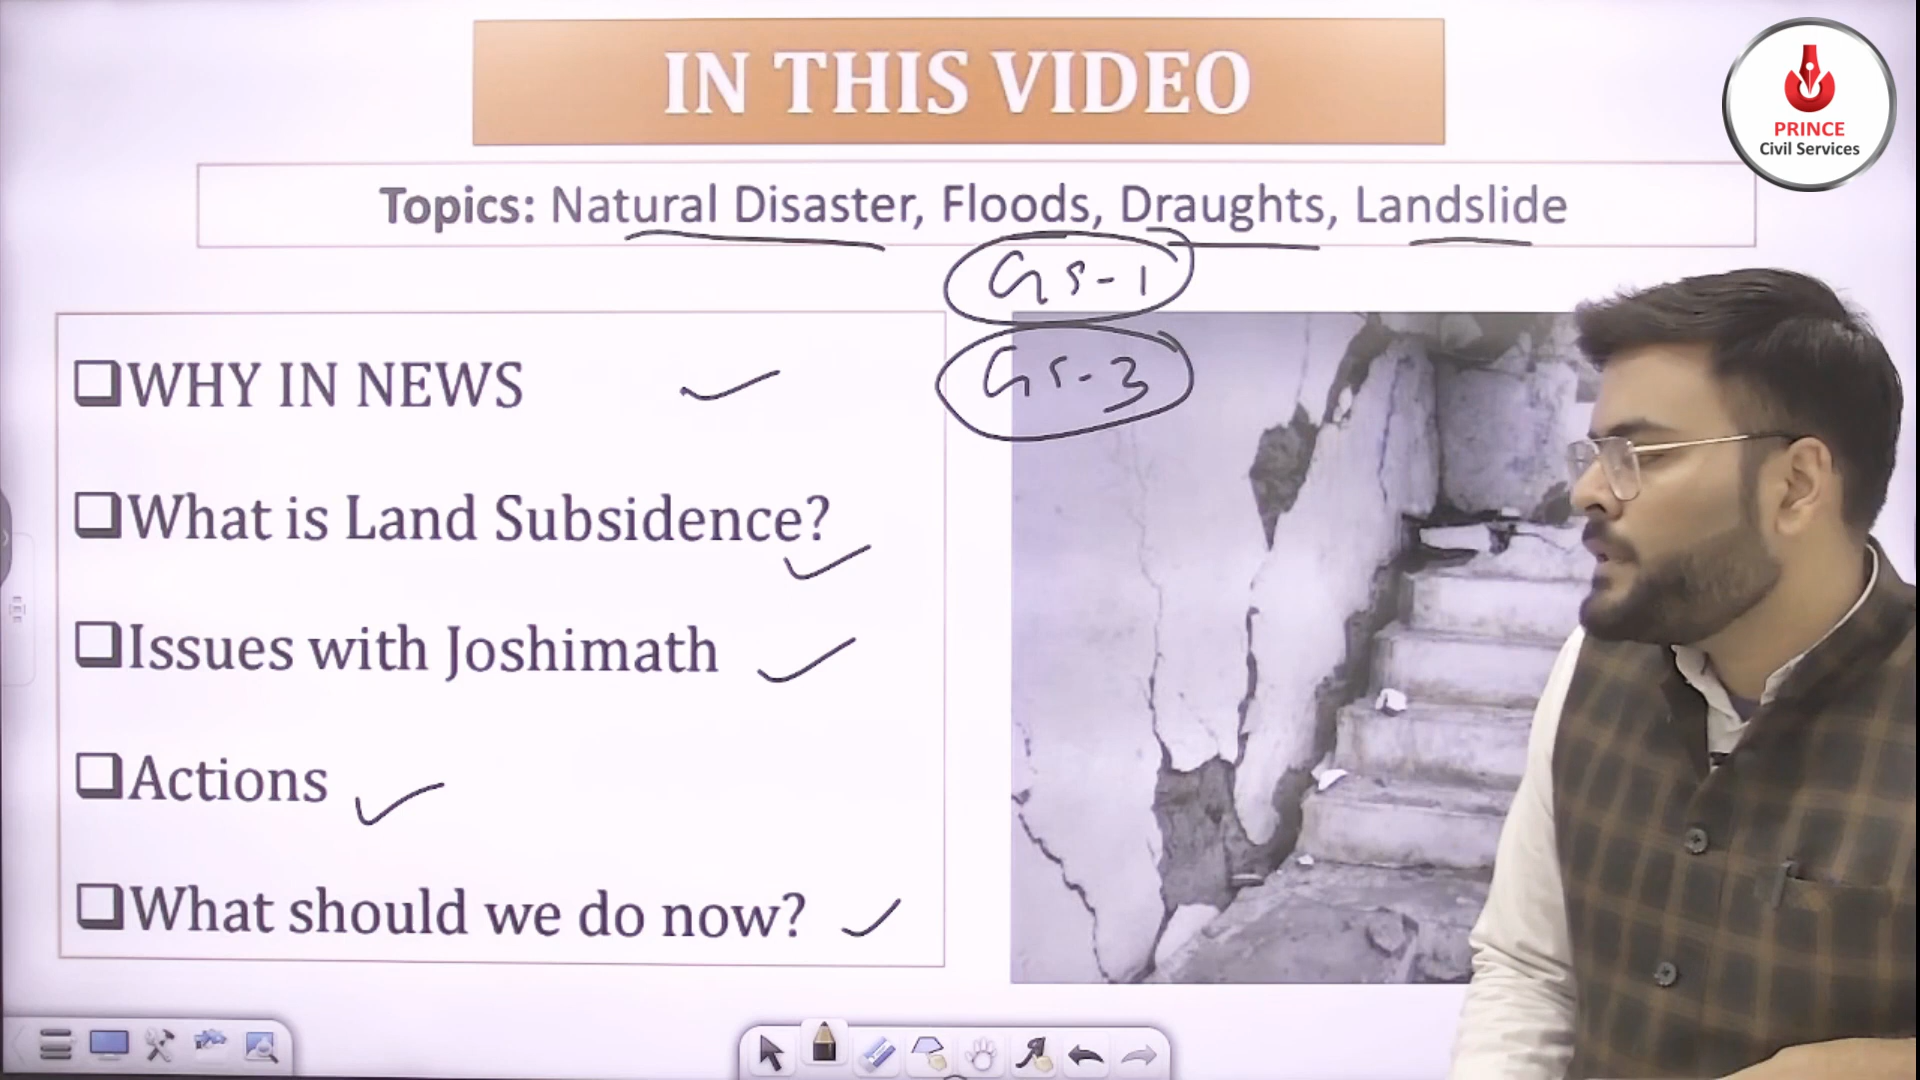 IN THIS VIDEO
PRINCE
Civil Services
Topics: Natural Disaster, Floods, Draughts, Landslide
GS-1
GS-3
WHY IN NEWS
What is Land Subsidence?
Issues with Joshimath
Actions
What should we do now?